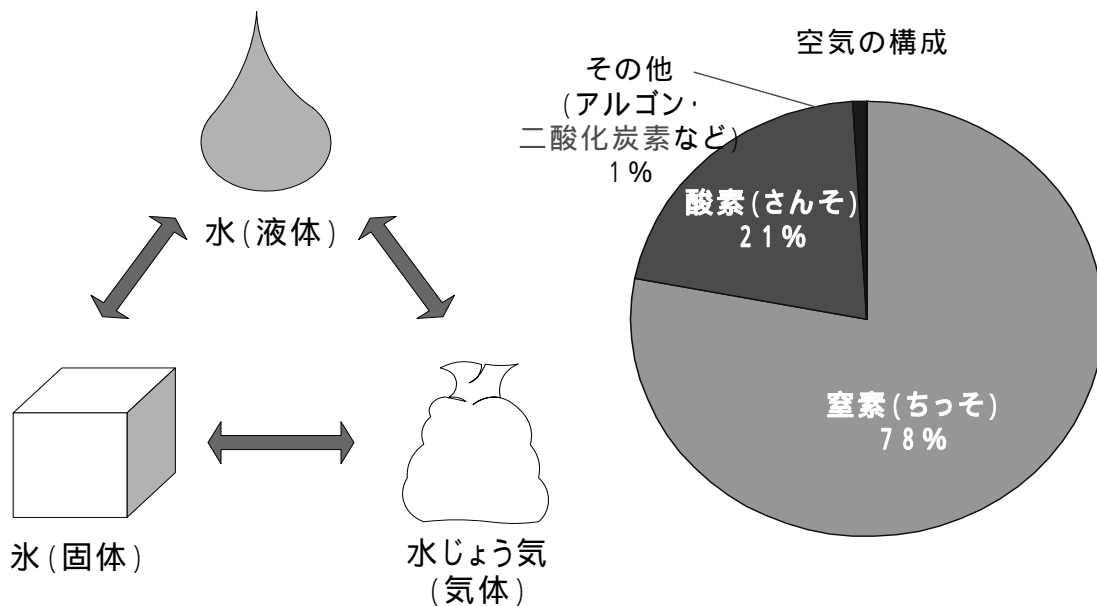 水(液体)
氷(固体)
水じょう気
(気体)
空気の構成
その他
(アルゴン・
二酸化炭素など)
1%
酸素(さんそ)
21%
窒素(ちっそ)
78%